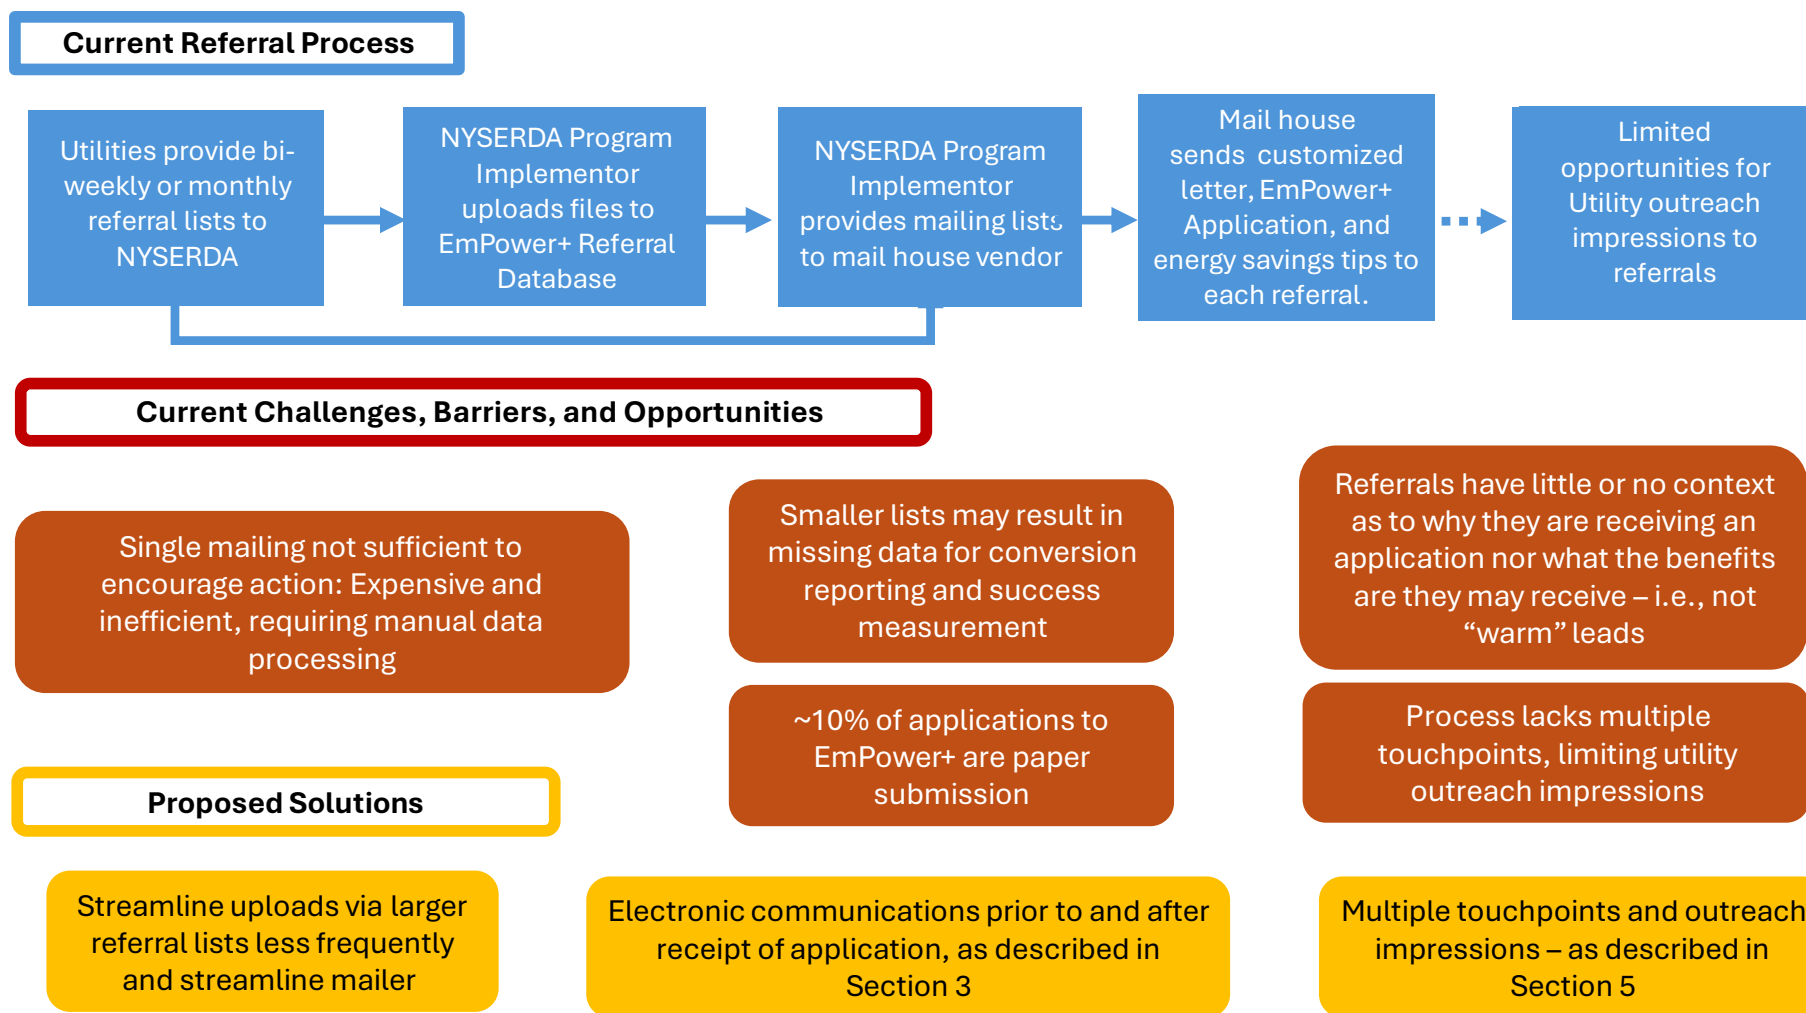 Current Referral Process
Utilities provide bi-
weekly or monthly
referral lists to
NYSERDA
NYSERDA Program
Implementor
uploads files to
EmPower+ Referral
Database
NYSERDA Program
Implementor
provides mailing lists
to mail house vendor
Mail house
sends customized
letter, EmPower+
Application, and
energy savings tips to
each referral.
Limited
opportunities for
Utility outreach
impressions to
referrals
Current Challenges, Barriers, and Opportunities
Single mailing not sufficient to
encourage action: Expensive and
inefficient, requiring manual data
processing
Smaller lists may result in
missing data for conversion
reporting and success
measurement
~10% of applications to
EmPower+ are paper
submission
Referrals have little or no context
as to why they are receiving an
application nor what the benefits
are they may receive – i.e., not
“warm” leads
Process lacks multiple
touchpoints, limiting utility
outreach impressions
Proposed Solutions
Streamline uploads via larger
referral lists less frequently
and streamline mailer
Electronic communications prior to and after
receipt of application, as described in
Section 3
Multiple touchpoints and outreach
impressions – as described in
Section 5